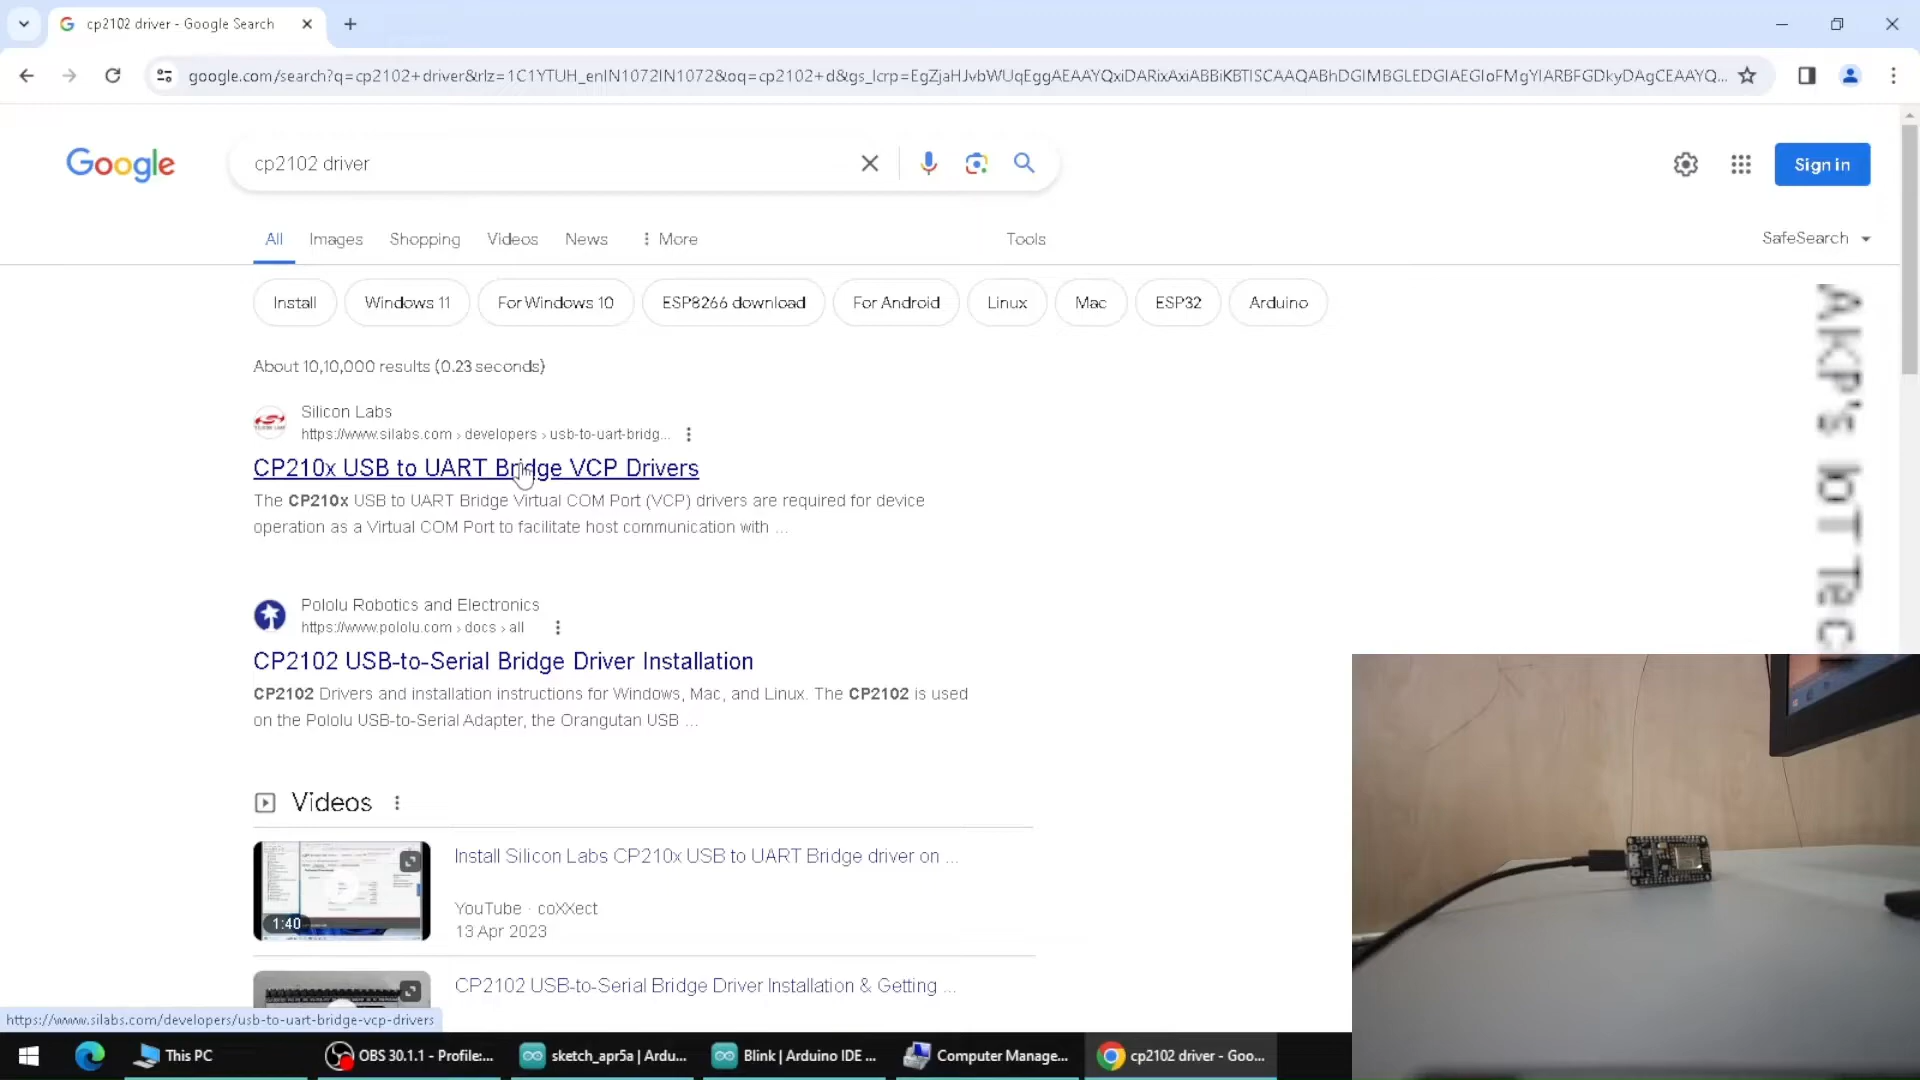 cp2102 driver - Google Search
google.com/search?q=cp2102+driver&rlz=1C1YTUH_enIN1072IN1072&oq=cp2102+d&gs_lcrp=EgZjaHJvbWUqEggAEAAYQxiDARixAxiABBiKBTISCAAQABhDGIMBGLEDGIAEGIoFMgYIARBFGDkyDAgCEAAYQ...
Google
cp2102 driver
Sign in
All Images Shopping Videos News More Tools SafeSearch
Install Windows 11 For Windows 10 ESP8266 download For Android Linux Mac ESP32 Arduino
About 10,10,000 results (0.23 seconds)
Silicon Labs
https://www.silabs.com › developers › usb-to-uart-bridg...
CP210x USB to UART Bridge VCP Drivers
The CP210x USB to UART Bridge Virtual COM Port (VCP) drivers are required for device
operation as a Virtual COM Port to facilitate host communication with ...
Pololu Robotics and Electronics
https://www.pololu.com › docs › all
CP2102 USB-to-Serial Bridge Driver Installation
CP2102 Drivers and installation instructions for Windows, Mac, and Linux. The CP2102 is used
on the Pololu USB-to-Serial Adapter, the Orangutan USB ...
Videos
1:40
Install Silicon Labs CP210x USB to UART Bridge driver on ...
YouTube · coXXect
13 Apr 2023
CP2102 USB-to-Serial Bridge Driver Installation & Getting ...
https://www.silabs.com/developers/usb-to-uart-bridge-vcp-drivers
AKP's IoT Tec
This PC
OBS 30.1.1 - Profile:...
sketch_apr5a | Ardu...
Blink | Arduino IDE ...
Computer Manage...
cp2102 driver - Goo...